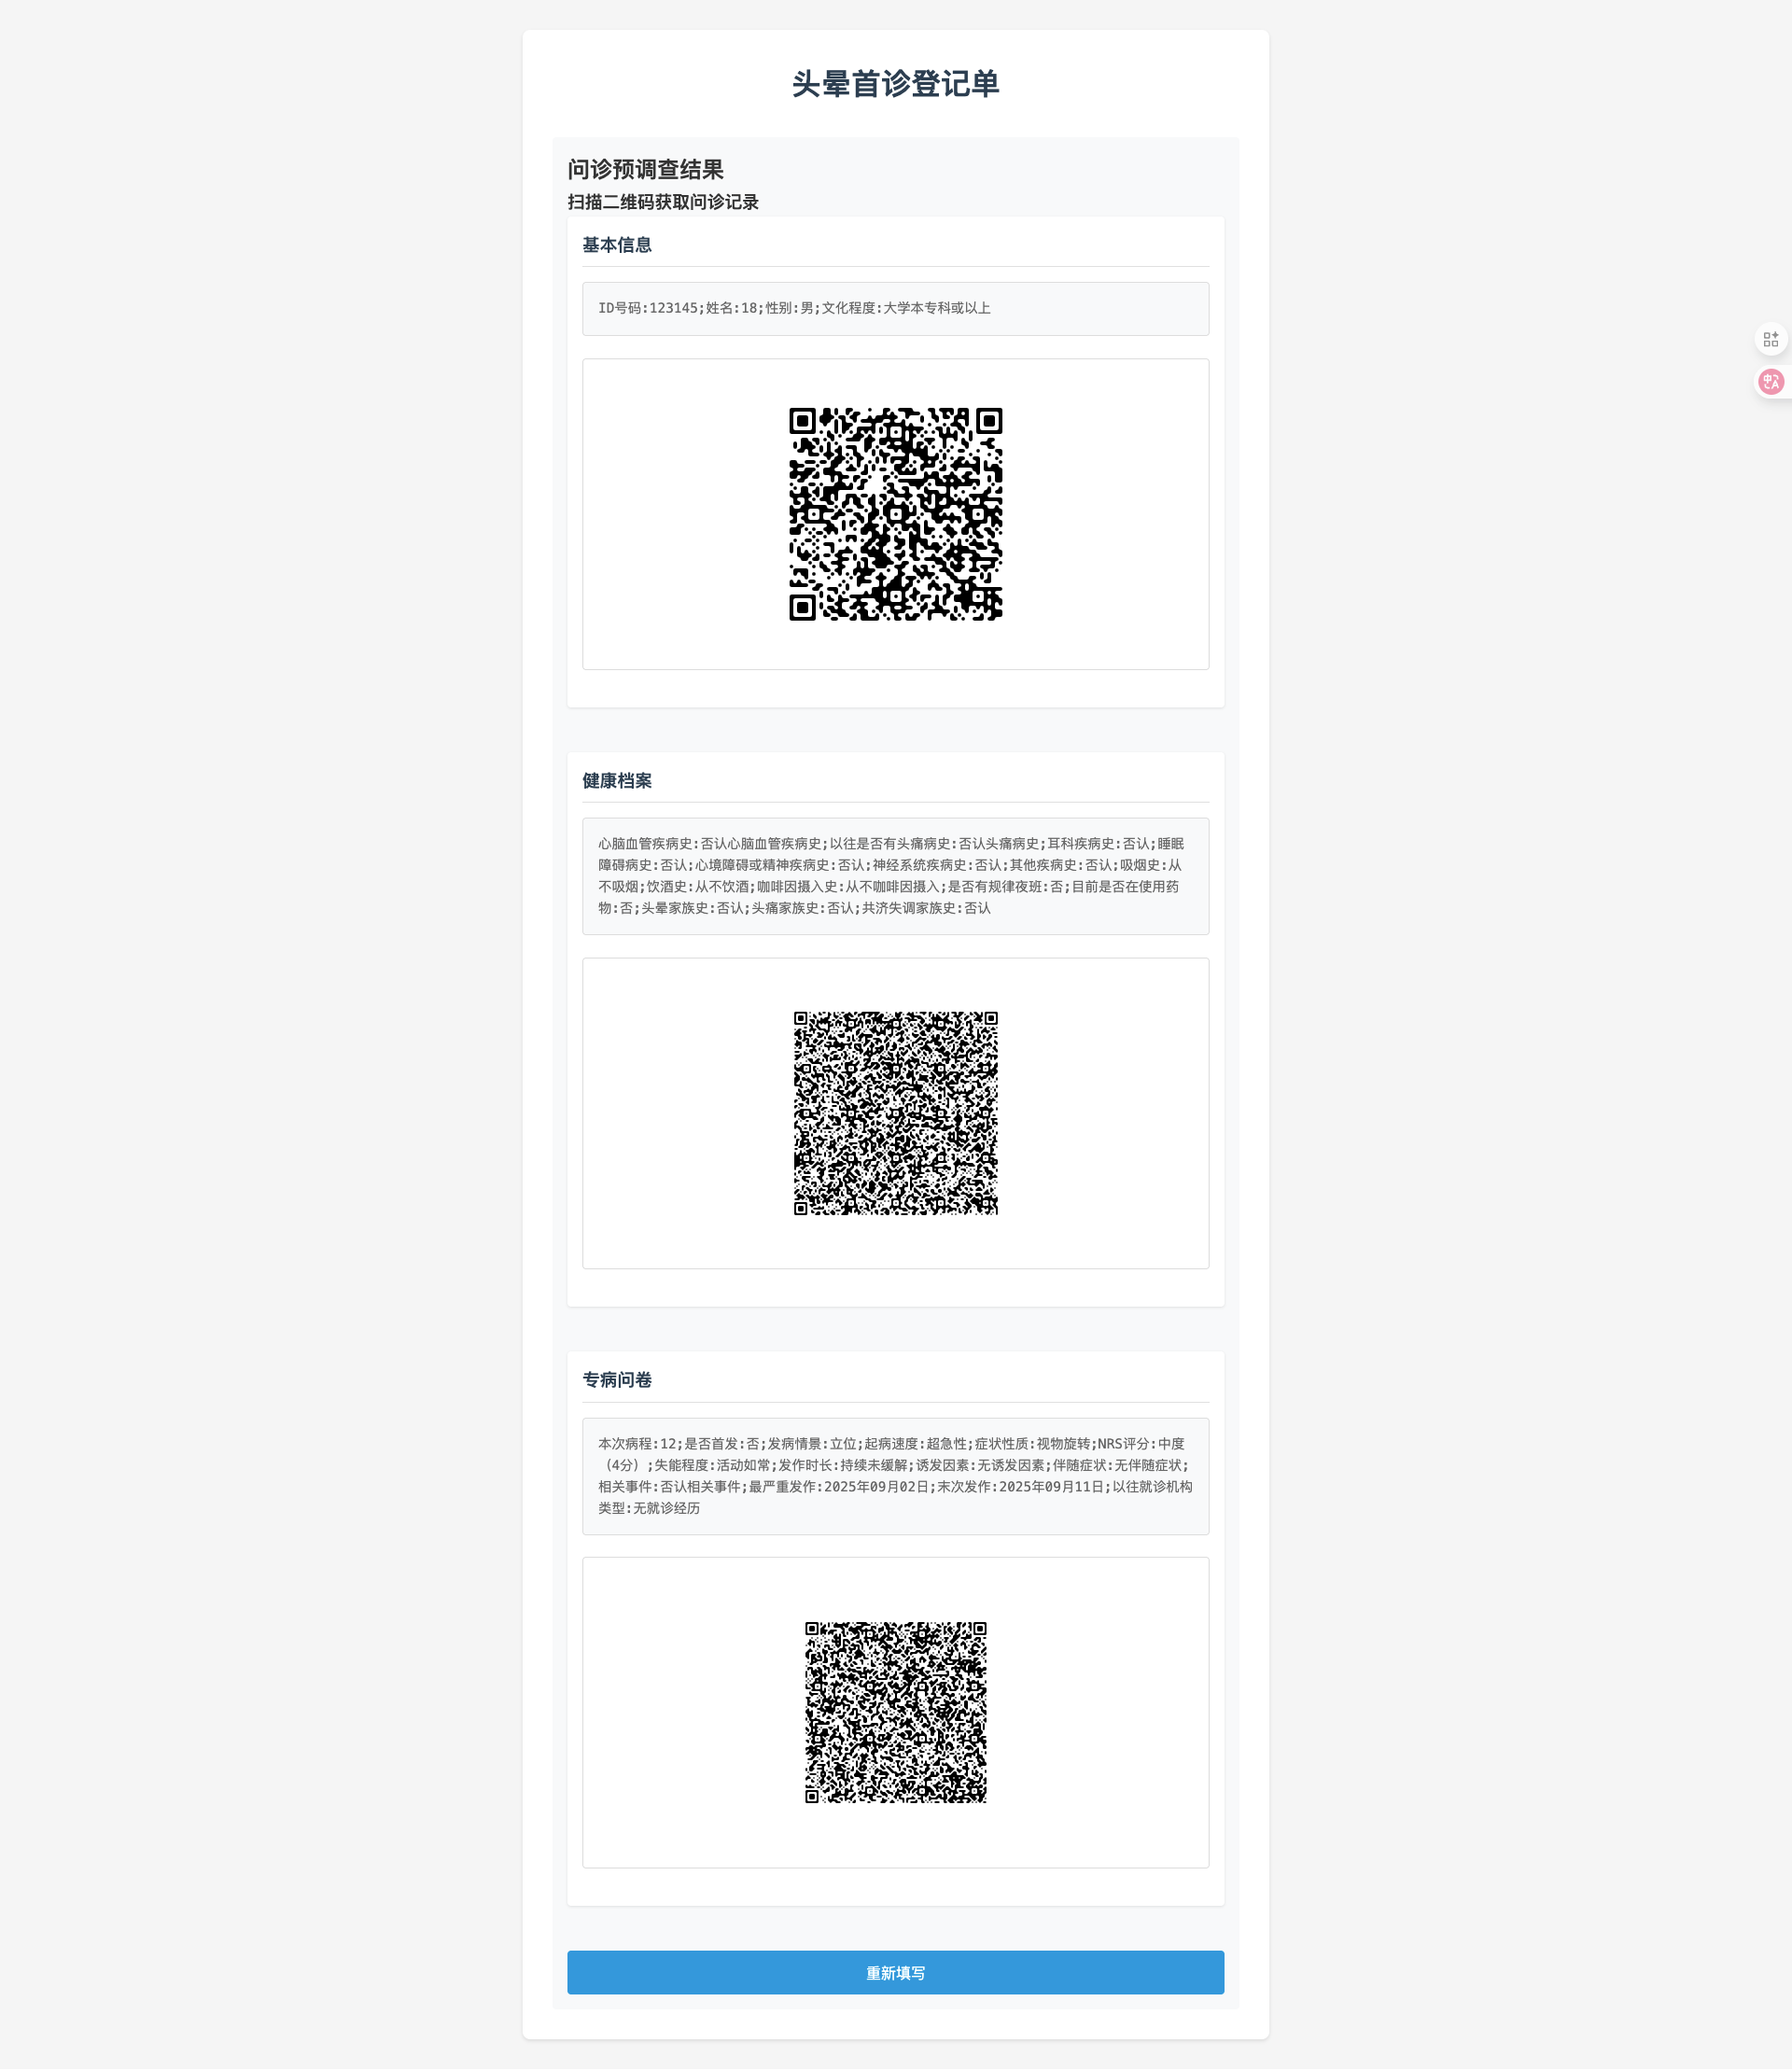 头晕首诊登记单
问诊预调查结果
扫描二维码获取问诊记录
基本信息
ID号码:123145;姓名:18;性别:男;文化程度:大学本专科或以上
健康档案
心脑血管疾病史:否认心脑血管疾病史;以往是否有头痛病史:否认头痛病史;耳科疾病史:否认;睡眠
障碍病史:否认;心境障碍或精神疾病史:否认;神经系统疾病史:否认;其他疾病史:否认;吸烟史:从
不吸烟;饮酒史:从不饮酒;咖啡因摄入史:从不咖啡因摄入;是否有规律夜班:否;目前是否在使用药
物:否;头晕家族史:否认;头痛家族史:否认;共济失调家族史:否认
专病问卷
本次病程:12;是否首发:否;发病情景:立位;起病速度:超急性;症状性质:视物旋转;NRS评分:中度
（4分）;失能程度:活动如常;发作时长:持续未缓解;诱发因素:无诱发因素;伴随症状:无伴随症状;
相关事件:否认相关事件;最严重发作:2025年09月02日;末次发作:2025年09月11日;以往就诊机构
类型:无就诊经历
重新填写